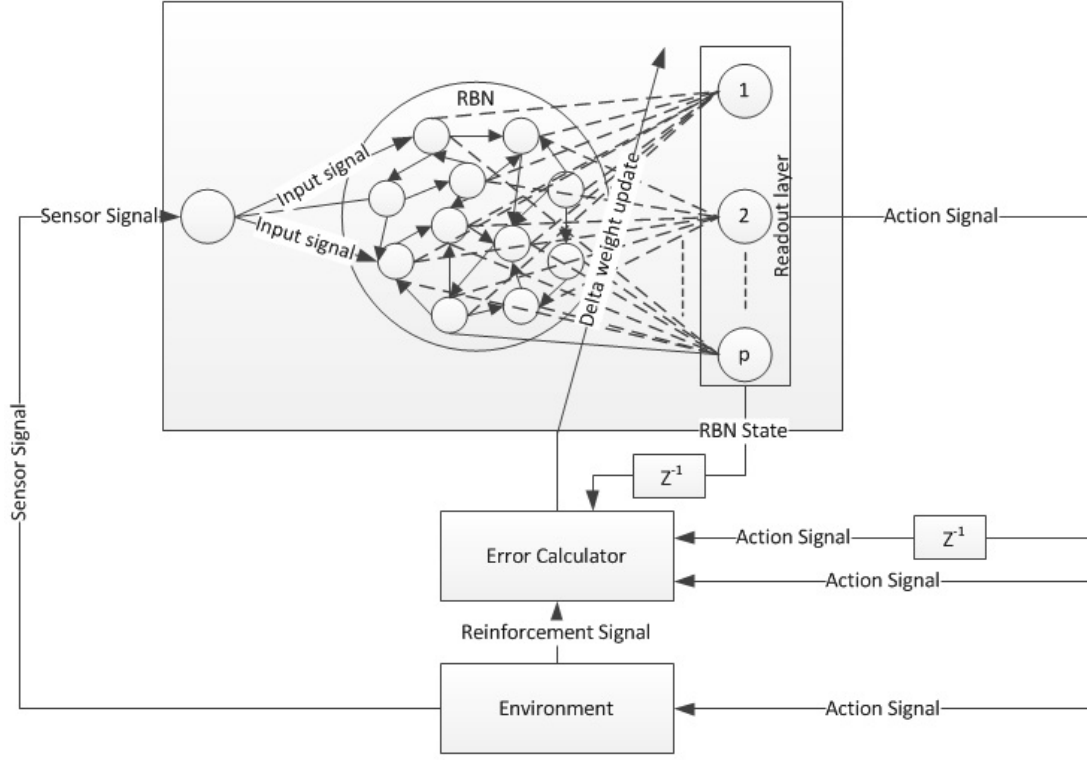 RBN
1
Input signal
Sensor Signal
Input signal
Delta weight update
2
Readout layer
Action Signal
p
RBN State
Sensor Signal
Z-1
Error Calculator
Action Signal
Z-1
Action Signal
Reinforcement Signal
Environment
Action Signal